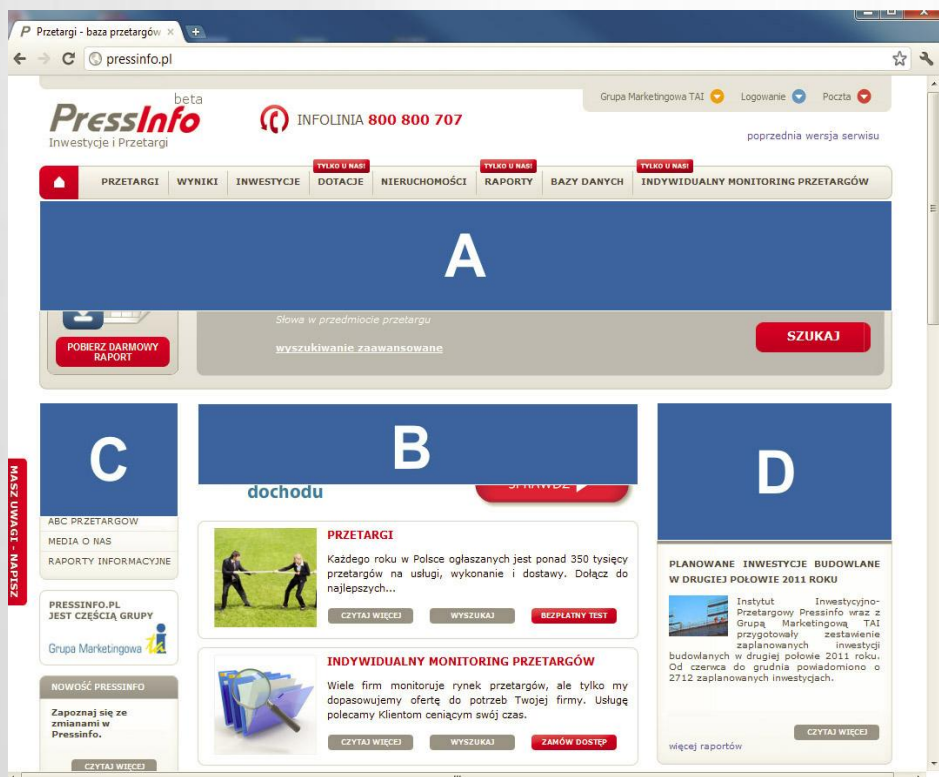 Przetargi - baza przetargów
pressinfo.pl
beta
PressInfo
Inwestycje i Przetargi
INFOLINIA 800 800 707
Grupa Marketingowa TAI
Logowanie
Poczta
poprzednia wersja serwisu
TYLKO U NAS! TYLKO U NAS! TYLKO U NAS!
PRZETARGI WYNIKI INWESTYCJE DOTACJE NIERUCHOMOŚCI RAPORTY BAZY DANYCH INDYWIDUALNY MONITORING PRZETARGÓW
A
POBIERZ DARMOWY
RAPORT
Słowa w przedmiocie przetargu
wyszukiwanie zaawansowane
SZUKAJ
MASZ UWAGI - NAPISZ
C
ABC PRZETARGÓW
MEDIA O NAS
RAPORTY INFORMACYJNE
PRESSINFO.PL
JEST CZĘŚCIĄ GRUPY
Grupa Marketingowa
NOWOŚĆ PRESSINFO
Zapoznaj się ze
zmianami w
Pressinfo.
CZYTAJ WIĘCEJ
B
dochodu
SPRAWDŹ
PRZETARGI
Każdego roku w Polsce ogłaszanych jest ponad 350 tysięcy
przetargów na usługi, wykonanie i dostawy. Dołącz do
najlepszych...
CZYTAJ WIĘCEJ WYSZUKAJ BEZPŁATNY TEST
INDYWIDUALNY MONITORING PRZETARGÓW
Wiele firm monitoruje rynek przetargów, ale tylko my
dopasowujemy ofertę do potrzeb Twojej firmy. Usługę
polecamy Klientom ceniącym swój czas.
CZYTAJ WIĘCEJ WYSZUKAJ ZAMÓW DOSTĘP
D
PLANOWANE INWESTYCJE BUDOWLANE
W DRUGIEJ POŁOWIE 2011 ROKU
Instytut Inwestycyjno-
Przetargowy Pressinfo wraz z
Grupą Marketingową TAI
przygotowały zestawienie
zaplanowanych inwestycji
budowlanych w drugiej połowie 2011 roku.
Od czerwca do grudnia powiadomiono o
2712 zaplanowanych inwestycjach.
CZYTAJ WIĘCEJ
więcej raportów